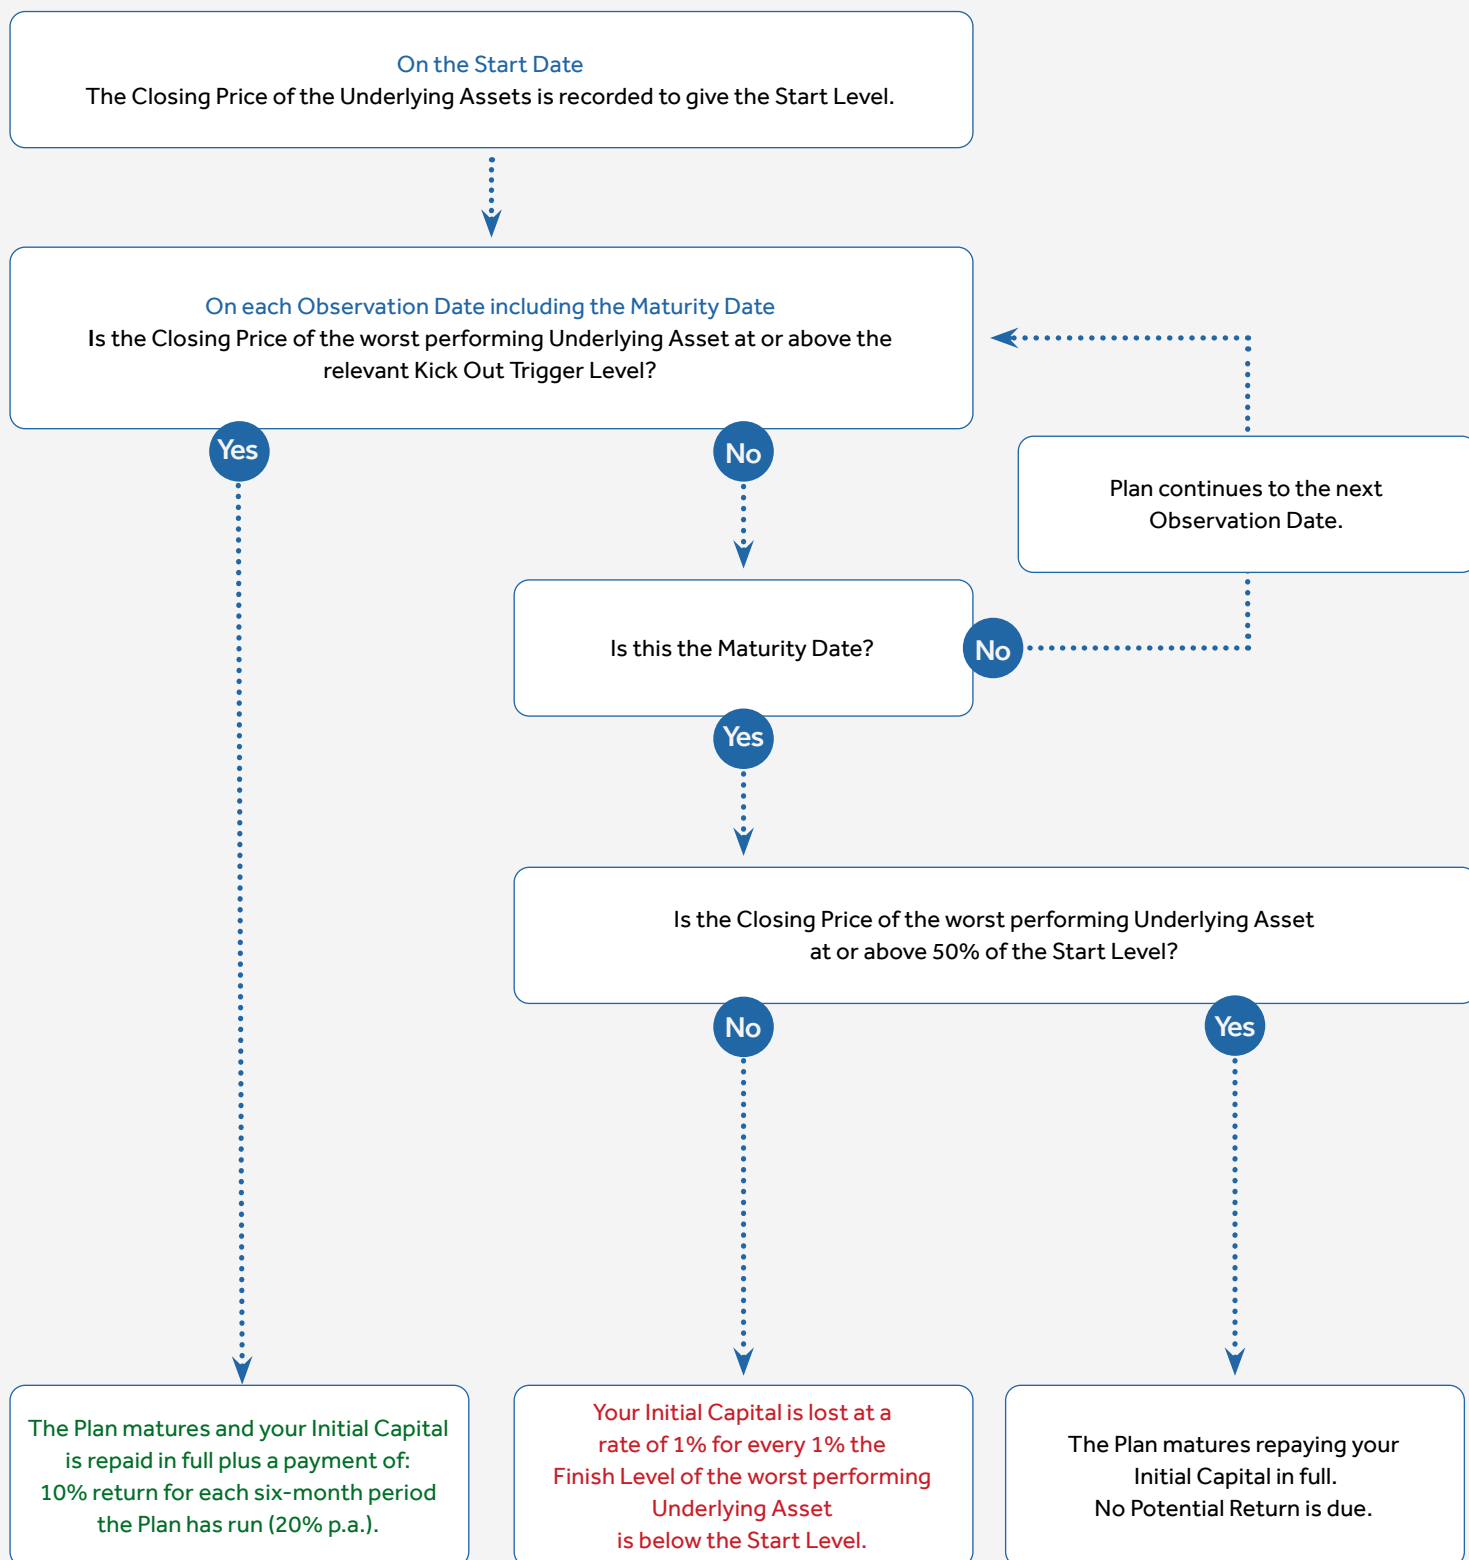 On the Start Date
The Closing Price of the Underlying Assets is recorded to give the Start Level.
On each Observation Date including the Maturity Date
Is the Closing Price of the worst performing Underlying Asset at or above the
relevant Kick Out Trigger Level?
Yes
No
Plan continues to the next
Observation Date.
Is this the Maturity Date?
No
Yes
Is the Closing Price of the worst performing Underlying Asset
at or above 50% of the Start Level?
No
Yes
The Plan matures and your Initial Capital
is repaid in full plus a payment of:
10% return for each six-month period
the Plan has run (20% p.a.).
Your Initial Capital is lost at a
rate of 1% for every 1% the
Finish Level of the worst performing
Underlying Asset
is below the Start Level.
The Plan matures repaying your
Initial Capital in full.
No Potential Return is due.